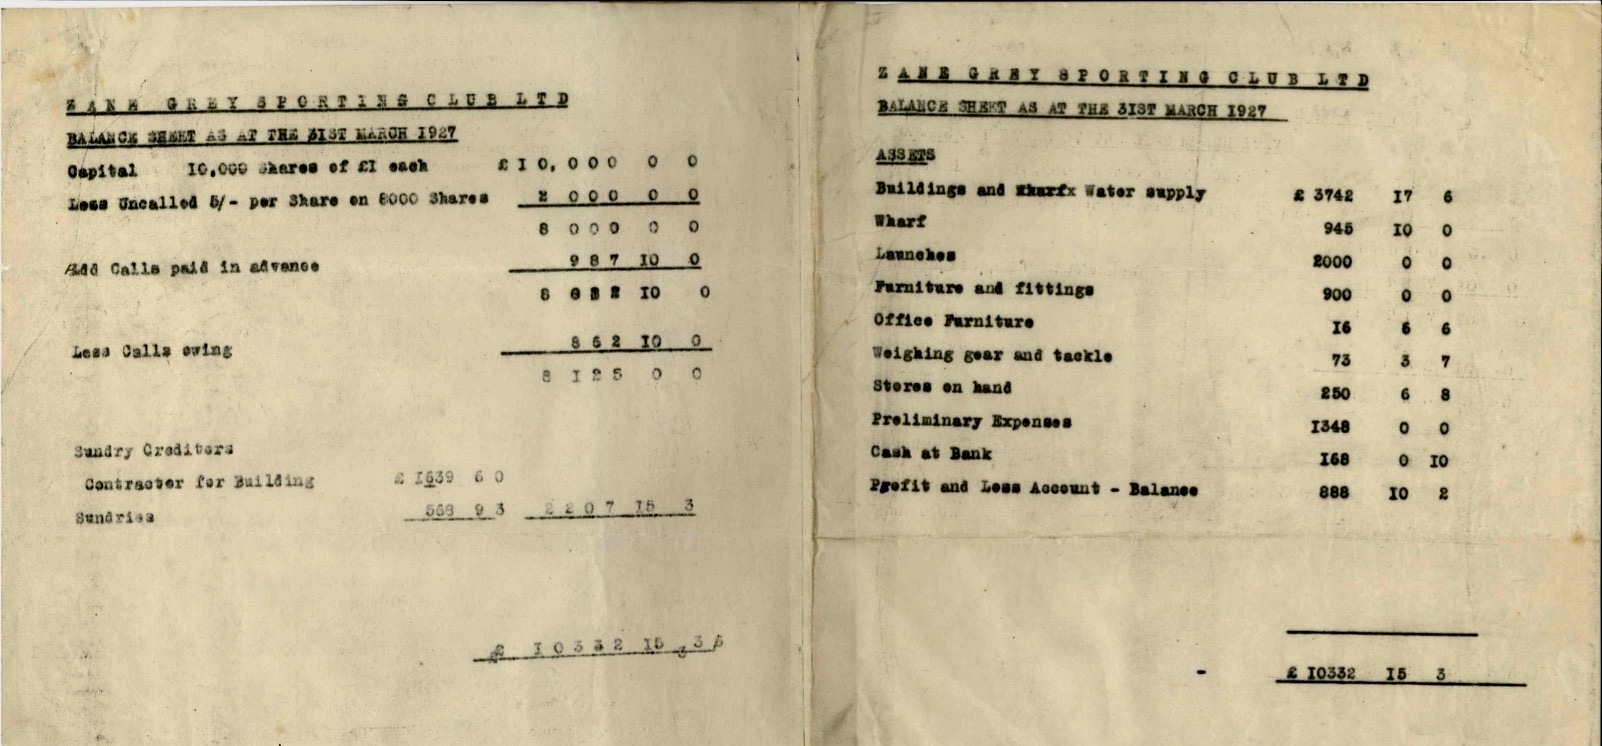 ZANE GREY SPORTING CLUB LTD
BALANCE SHEET AS AT THE 31ST MARCH 1927
Capital 10,000 Shares of £1 each £10,000 0 0
Less Uncalled 5/- per Share on 8000 Shares 2 000 0 0
8 000 0 0
Add Calls paid in advance 987 10 0
8 10 0
Less Calls owing 862 10 0
8 125 0 0
Sundry Creditors
Contractor for Building £ 1639 6 0
Sundries 568 9 3 2207 15 3
£ 10332 15 3
ZANE GREY SPORTING CLUB LTD
BALANCE SHEET AS AT THE 31ST MARCH 1927
ASSETS
Buildings and Water supply £ 3742 17 6
Wharf 945 10 0
Launches 2000 0 0
Furniture and fittings 900 0 0
Office Furniture 16 6 6
Weighing gear and tackle 73 3 7
Stores on hand 250 6 8
Preliminary Expenses 1348 0 0
Cash at Bank 168 0 10
Profit and Loss Account - Balance 888 10 2
£ 10332 15 3